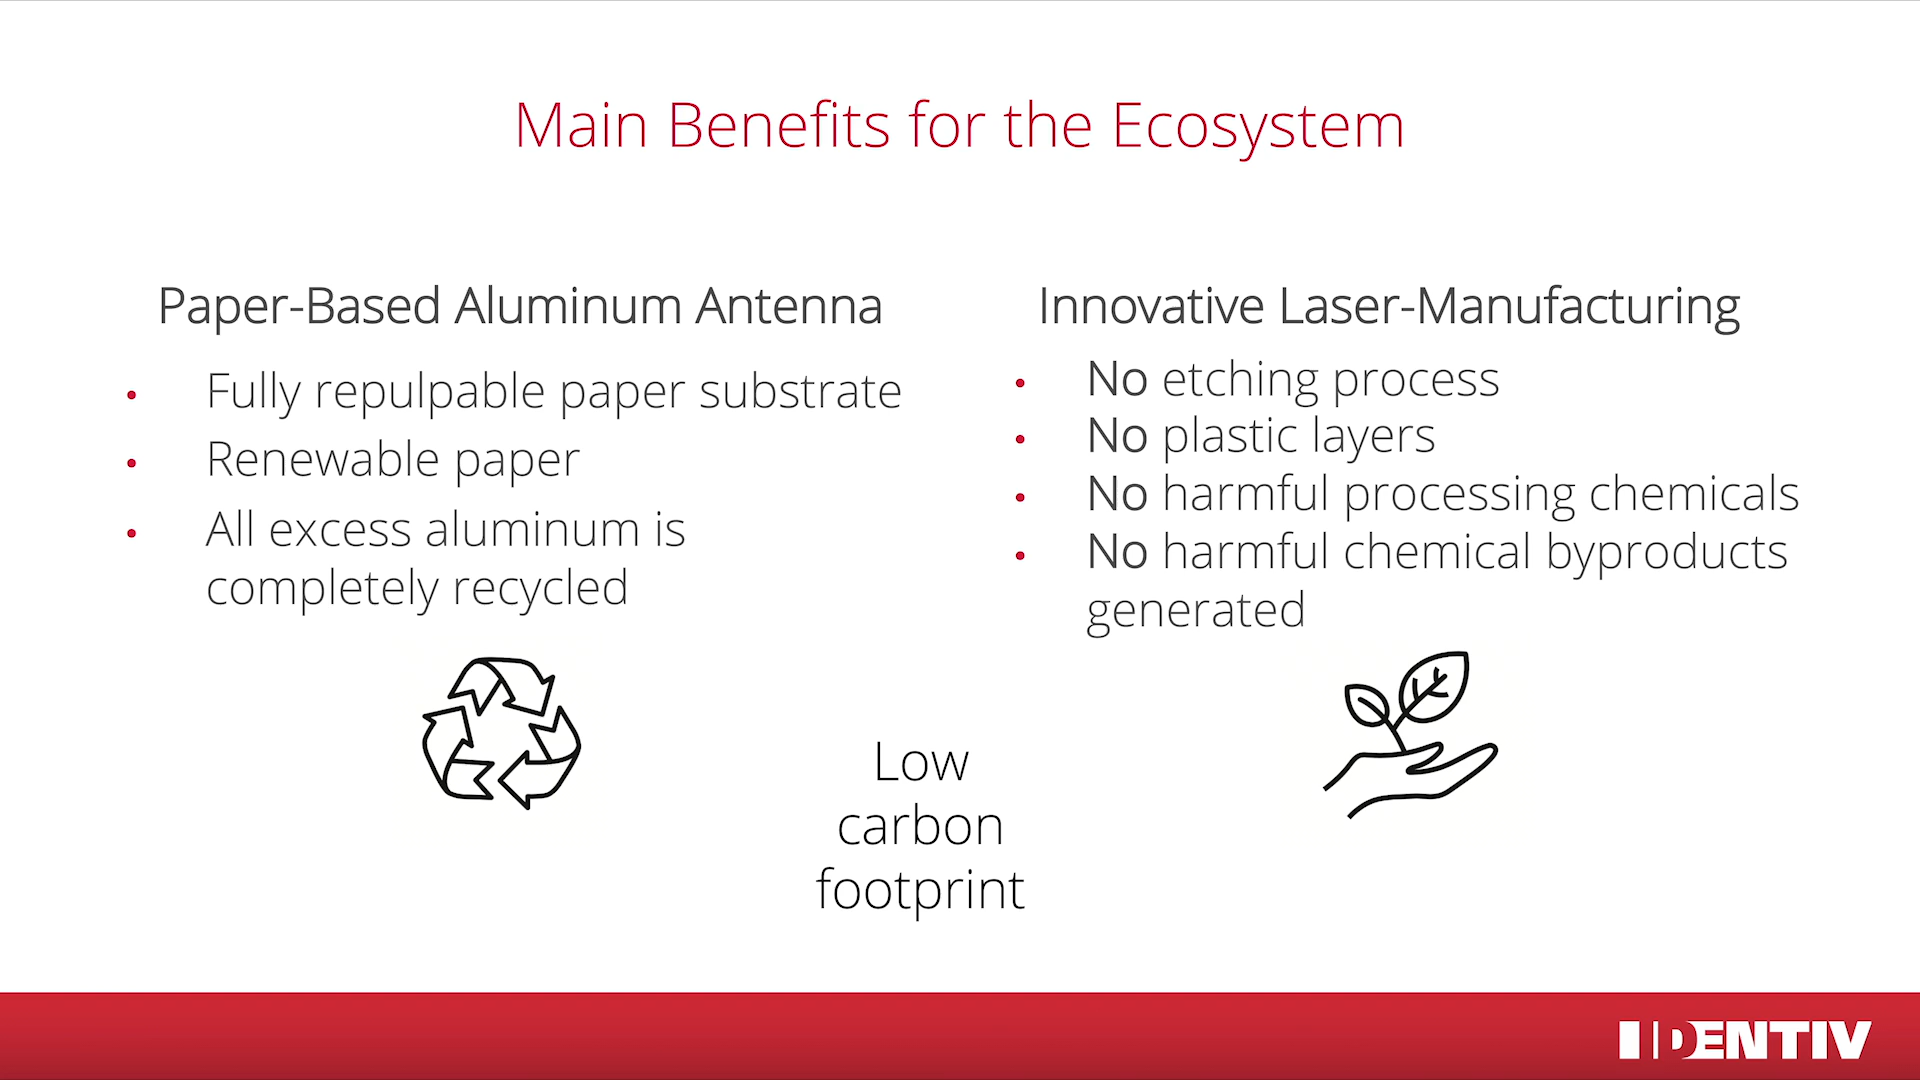 Main Benefits for the Ecosystem
Paper-Based Aluminum Antenna
• Fully repulpable paper substrate
• Renewable paper
• All excess aluminum is
completely recycled
Innovative Laser-Manufacturing
• No etching process
• No plastic layers
• No harmful processing chemicals
• No harmful chemical byproducts
generated
Low
carbon
footprint
IDENTIV